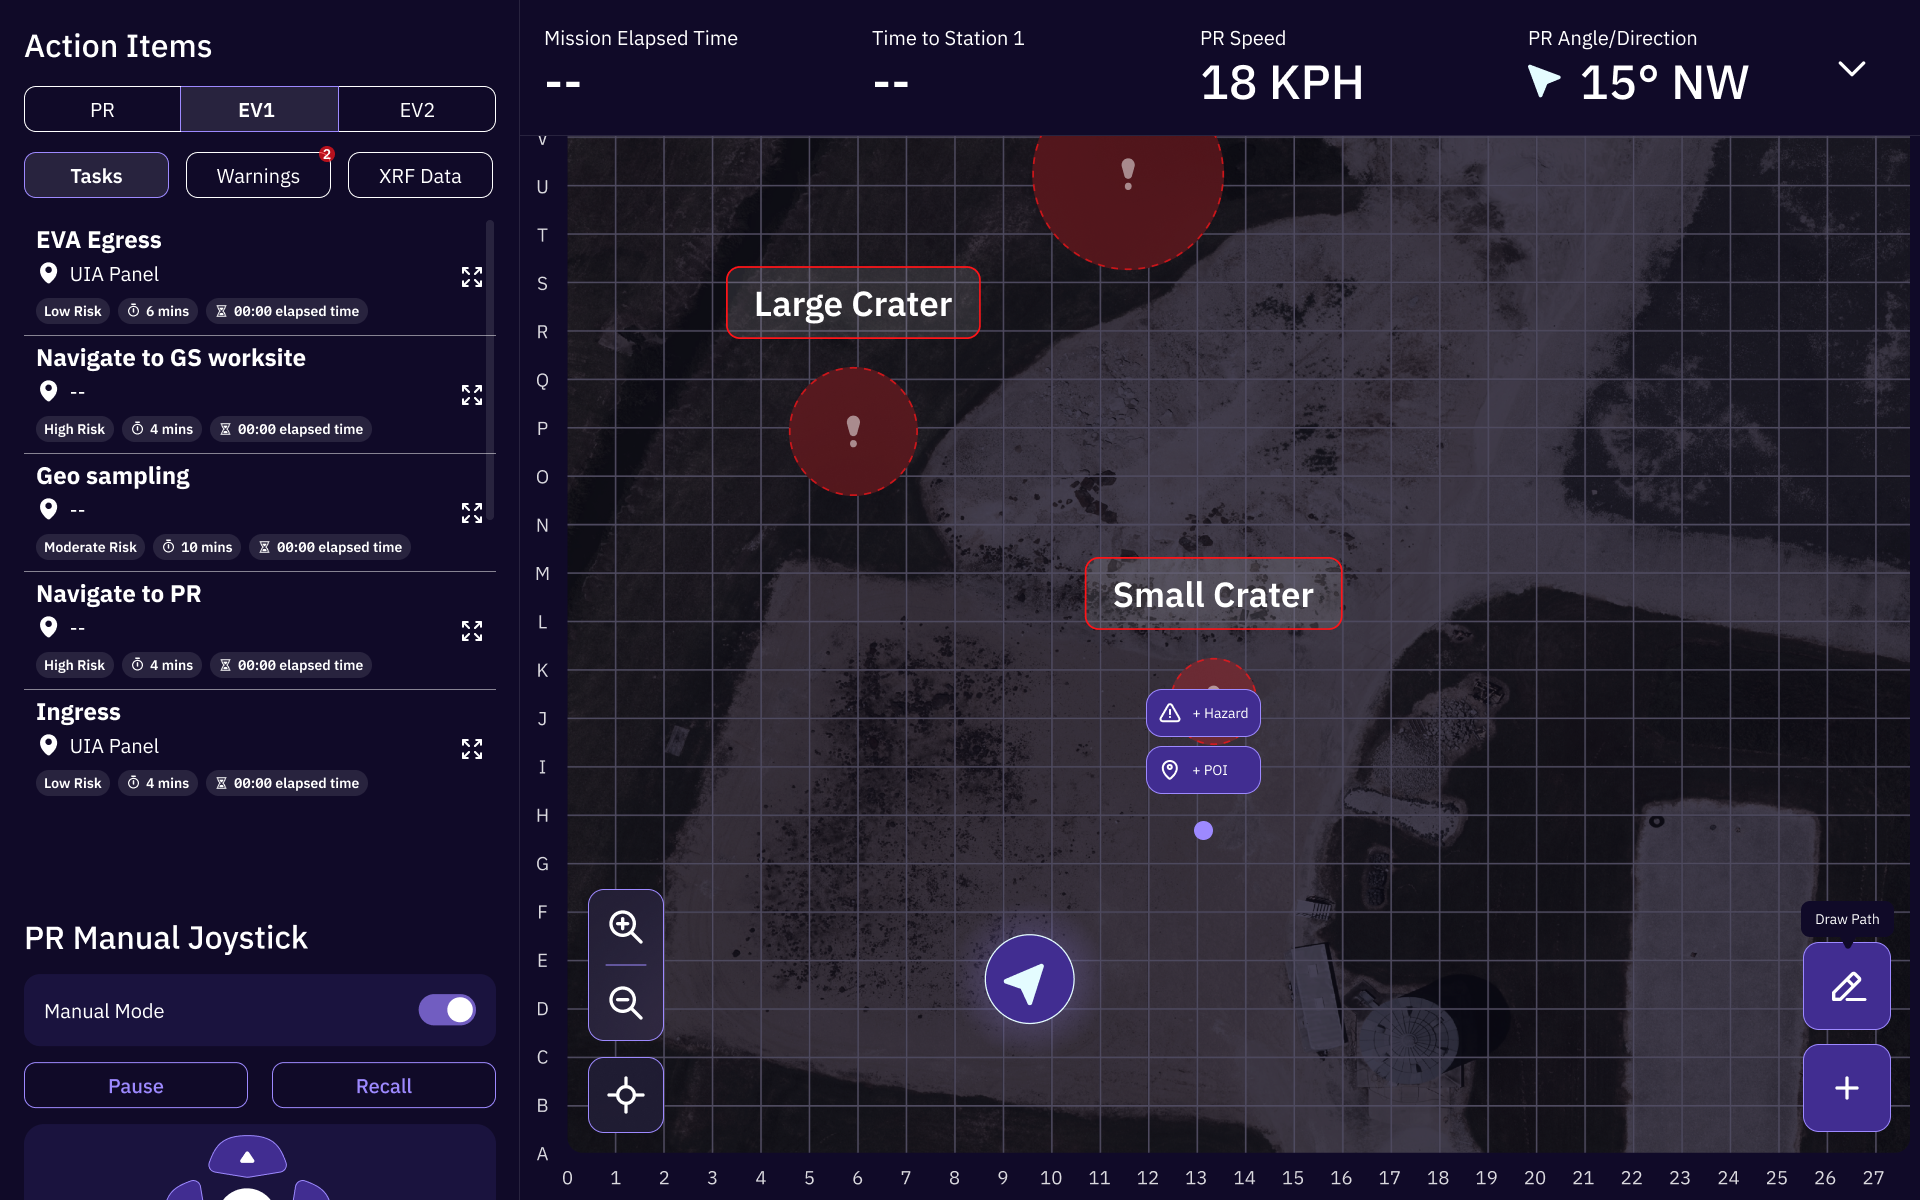 Action Items
PR
EV1
EV2
Tasks
Warnings
2
XRF Data
EVA Egress
UIA Panel
Low Risk
6 mins
00:00 elapsed time
Navigate to GS worksite
--
High Risk
4 mins
00:00 elapsed time
Geo sampling
--
Moderate Risk
10 mins
00:00 elapsed time
Navigate to PR
--
High Risk
4 mins
00:00 elapsed time
Ingress
UIA Panel
Low Risk
4 mins
00:00 elapsed time
PR Manual Joystick
Manual Mode
Pause
Recall
Mission Elapsed Time
--
Time to Station 1
--
PR Speed
18 KPH
PR Angle/Direction
15° NW
V
U
T
S
R
Q
P
O
N
M
L
K
J
I
H
G
F
E
D
C
B
A
Large Crater
Small Crater
+ Hazard
+ POI
Draw Path
0 1 2 3 4 5 6 7 8 9 10 11 12 13 14 15 16 17 18 19 20 21 22 23 24 25 26 27